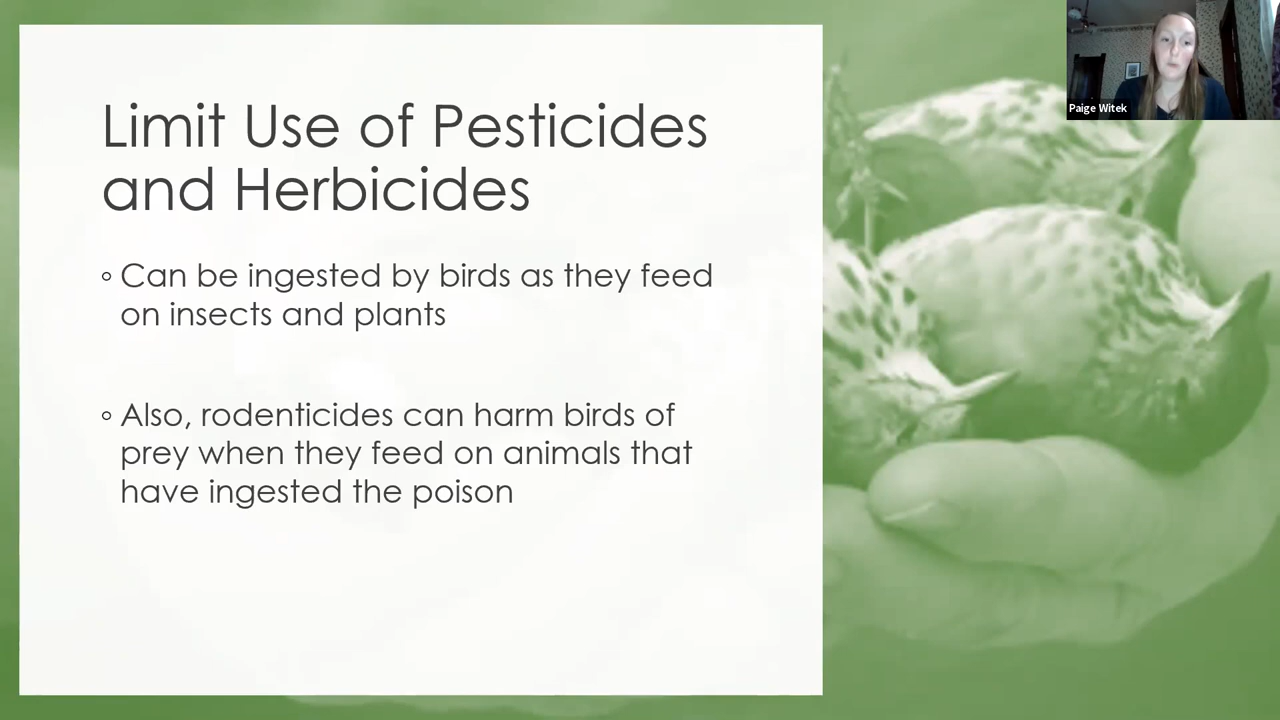 Limit Use of Pesticides
and Herbicides
◦ Can be ingested by birds as they feed
on insects and plants
◦ Also, rodenticides can harm birds of
prey when they feed on animals that
have ingested the poison
Paige Witek